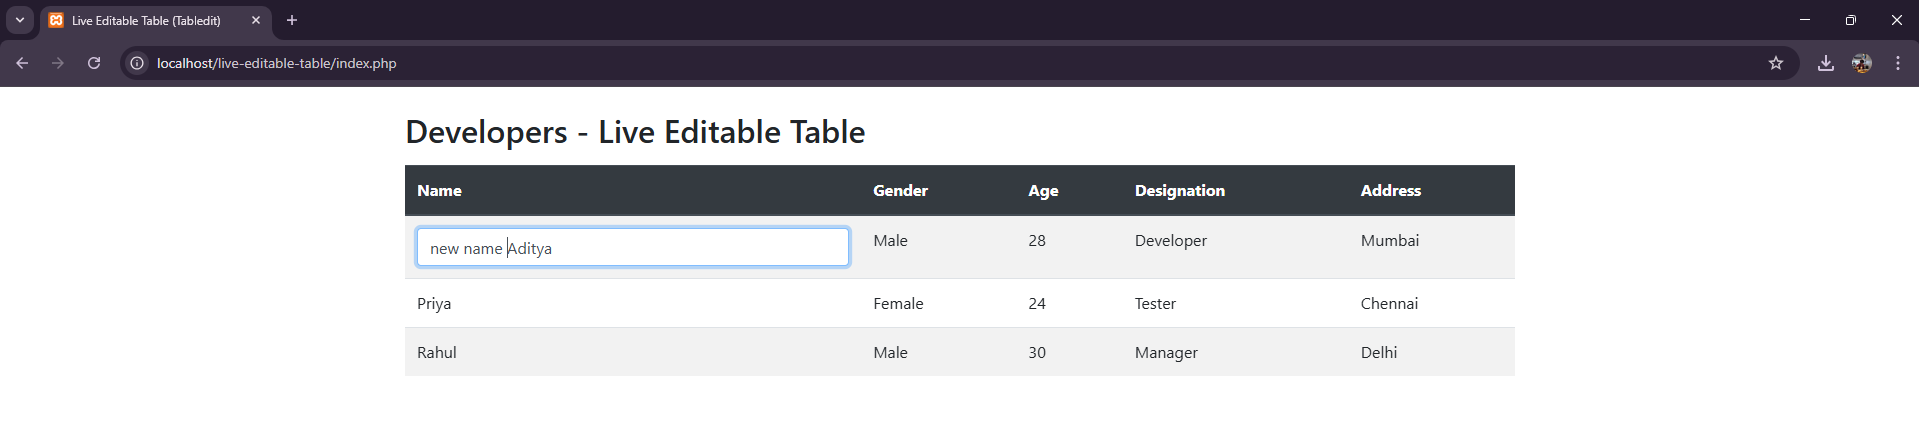 Live Editable Table (Tabledit)
localhost/live-editable-table/index.php
Developers - Live Editable Table
Name Gender Age Designation Address
new name Aditya Male 28 Developer Mumbai
Priya Female 24 Tester Chennai
Rahul Male 30 Manager Delhi